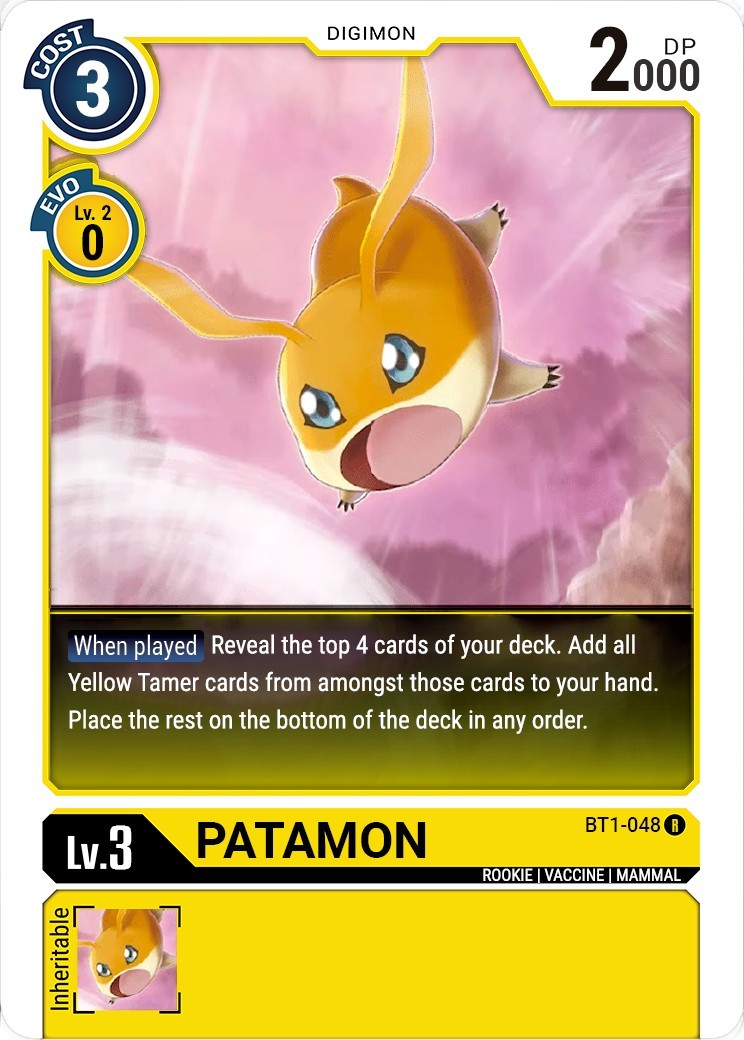 DIGIMON
COST
3
DP
2000
EVO
Lv. 2
0
When played Reveal the top 4 cards of your deck. Add all
Yellow Tamer cards from amongst those cards to your hand.
Place the rest on the bottom of the deck in any order.
BT1-048 R
Lv.3 PATAMON
ROOKIE | VACCINE | MAMMAL
Inheritable